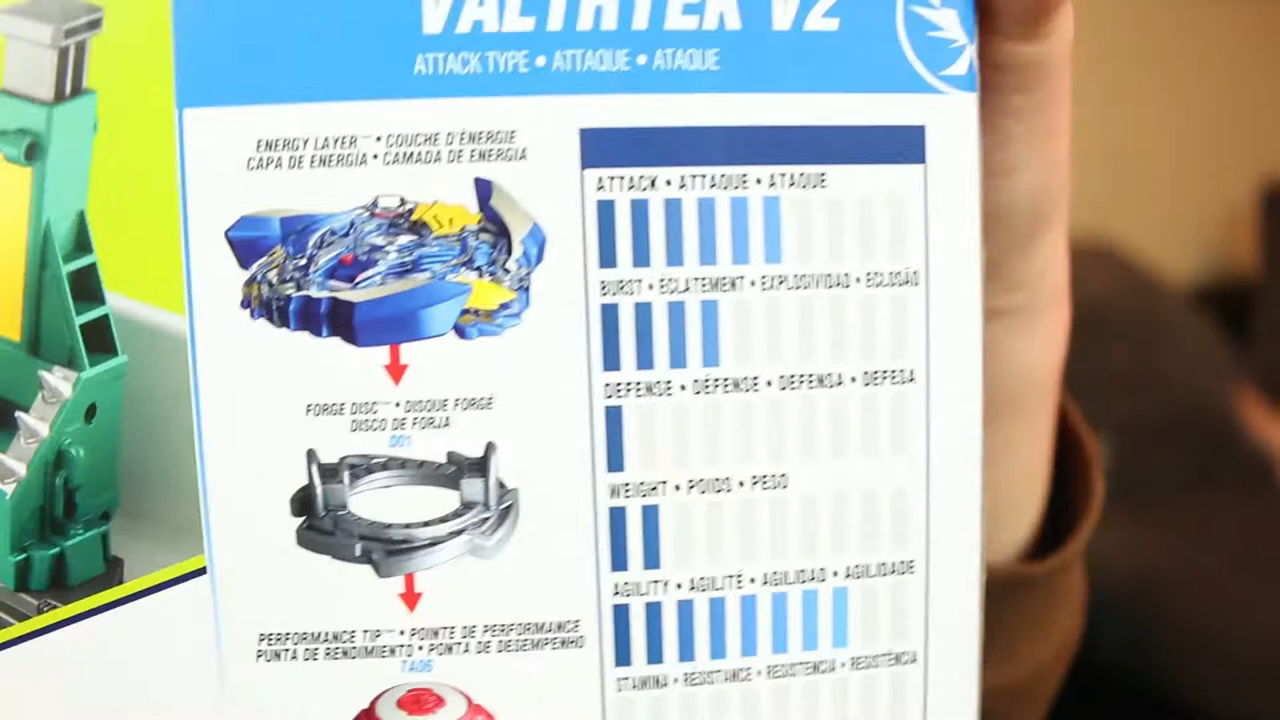 VALTRYEK V2
ATTACK TYPE • ATTAQUE • ATAQUE
ENERGY LAYER™ • COUCHE D'ÉNERGIE
CAPA DE ENERGÍA • CAMADA DE ENERGIA
FORGE DISC™ • DISQUE FORGÉ
DISCO DE FORJA
D01
PERFORMANCE TIP™ • POINTE DE PERFORMANCE
PUNTA DE RENDIMIENTO • PONTA DE DESEMPENHO
TA06
ATTACK • ATTAQUE • ATAQUE
BURST • ÉCLATEMENT • EXPLOSIVIDAD • ECLOSÃO
DEFENSE • DÉFENSE • DEFENSA • DEFESA
WEIGHT • POIDS • PESO
AGILITY • AGILITÉ • AGILIDAD • AGILIDADE
STAMINA • RÉSISTANCE • RESISTENCIA • RESISTÊNCIA